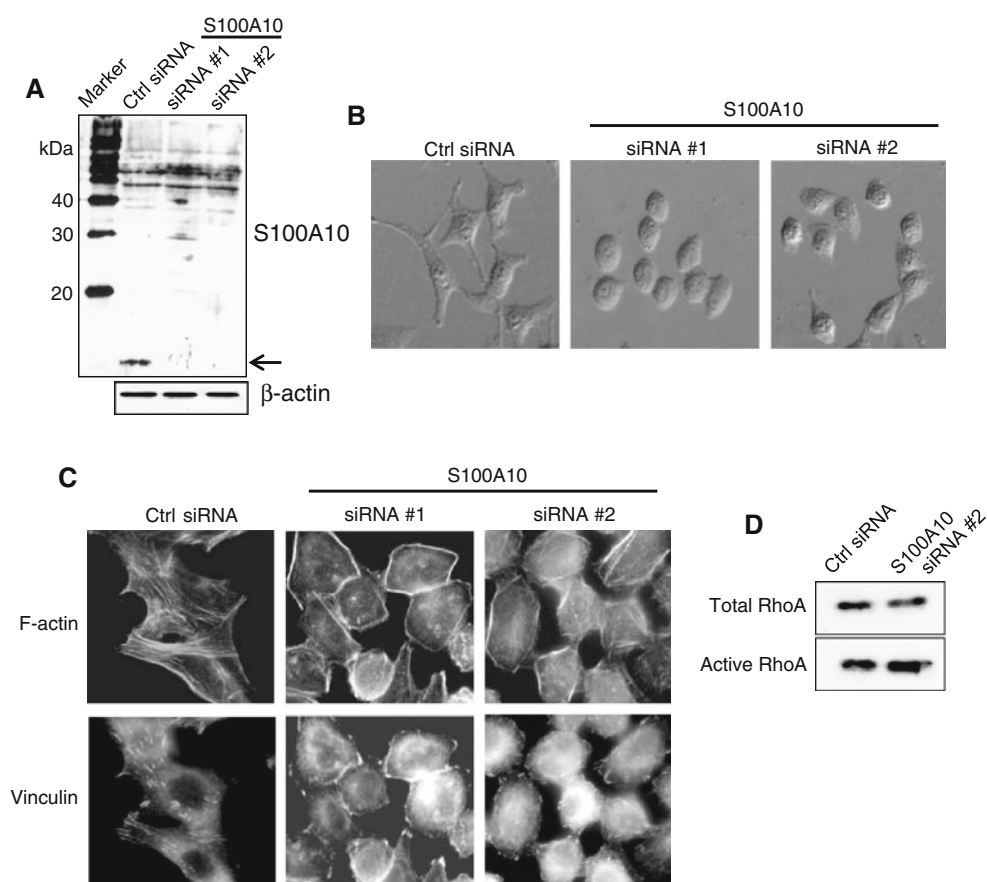 A
Marker
Ctrl siRNA
S100A10
siRNA #1
siRNA #2
kDa
40
30
20
S100A10
β-actin
B
S100A10
Ctrl siRNA
siRNA #1
siRNA #2
C
S100A10
Ctrl siRNA
siRNA #1
siRNA #2
F-actin
Vinculin
D
Ctrl siRNA
S100A10
siRNA #2
Total RhoA
Active RhoA